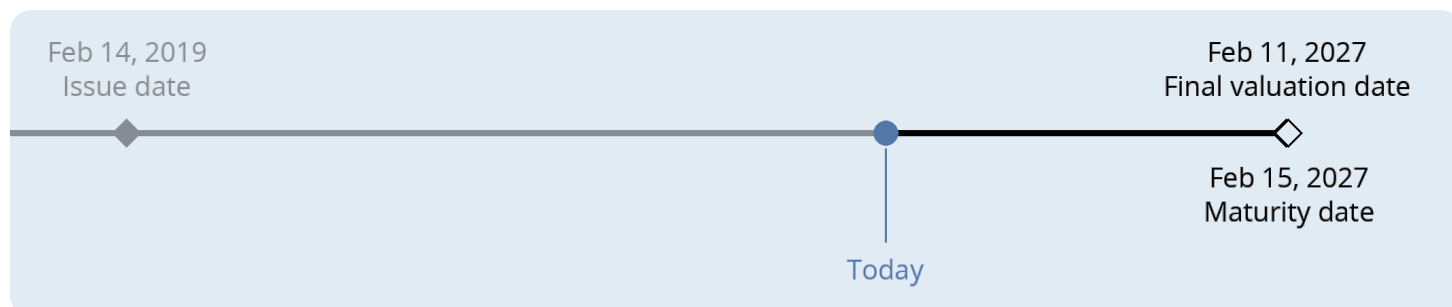 Feb 14, 2019
Issue date
Feb 11, 2027
Final valuation date
Feb 15, 2027
Maturity date
Today